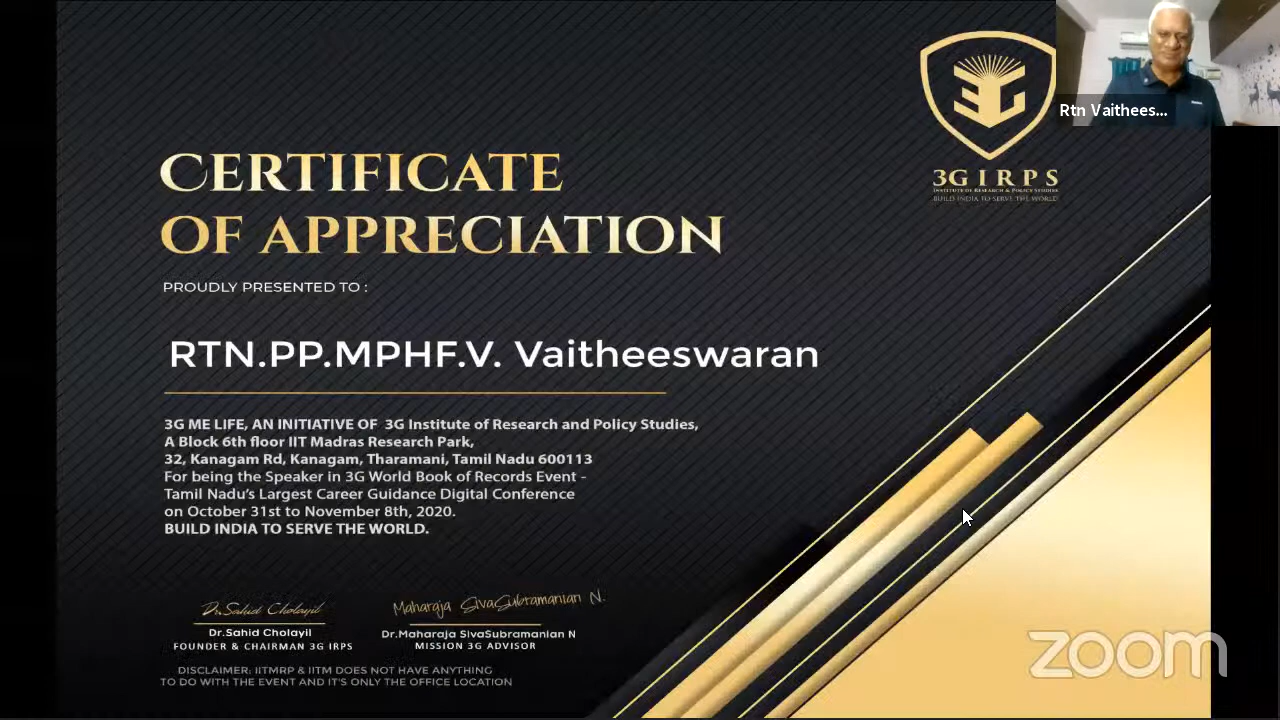 3G IRPS
INSTITUTE OF RESEARCH & POLICY STUDIES
BUILD INDIA TO SERVE THE WORLD
Rtn Vaithees...
CERTIFICATE
OF APPRECIATION
PROUDLY PRESENTED TO :
RTN.PP.MPHF.V. Vaitheeswaran
3G ME LIFE, AN INITIATIVE OF 3G Institute of Research and Policy Studies,
A Block 6th floor IIT Madras Research Park,
32, Kanagam Rd, Kanagam, Tharamani, Tamil Nadu 600113
For being the Speaker in 3G World Book of Records Event -
Tamil Nadu's Largest Career Guidance Digital Conference
on October 31st to November 8th, 2020.
BUILD INDIA TO SERVE THE WORLD.
Dr.Sahid Cholayil
Maharaja SivaSubramanian N.
Dr.Sahid Cholayil
Dr.Maharaja SivaSubramanian N
FOUNDER & CHAIRMAN 3G IRPS
MISSION 3G ADVISOR
DISCLAIMER: IITMRP & IITM DOES NOT HAVE ANYTHING
TO DO WITH THE EVENT AND IT'S ONLY THE OFFICE LOCATION
zoom